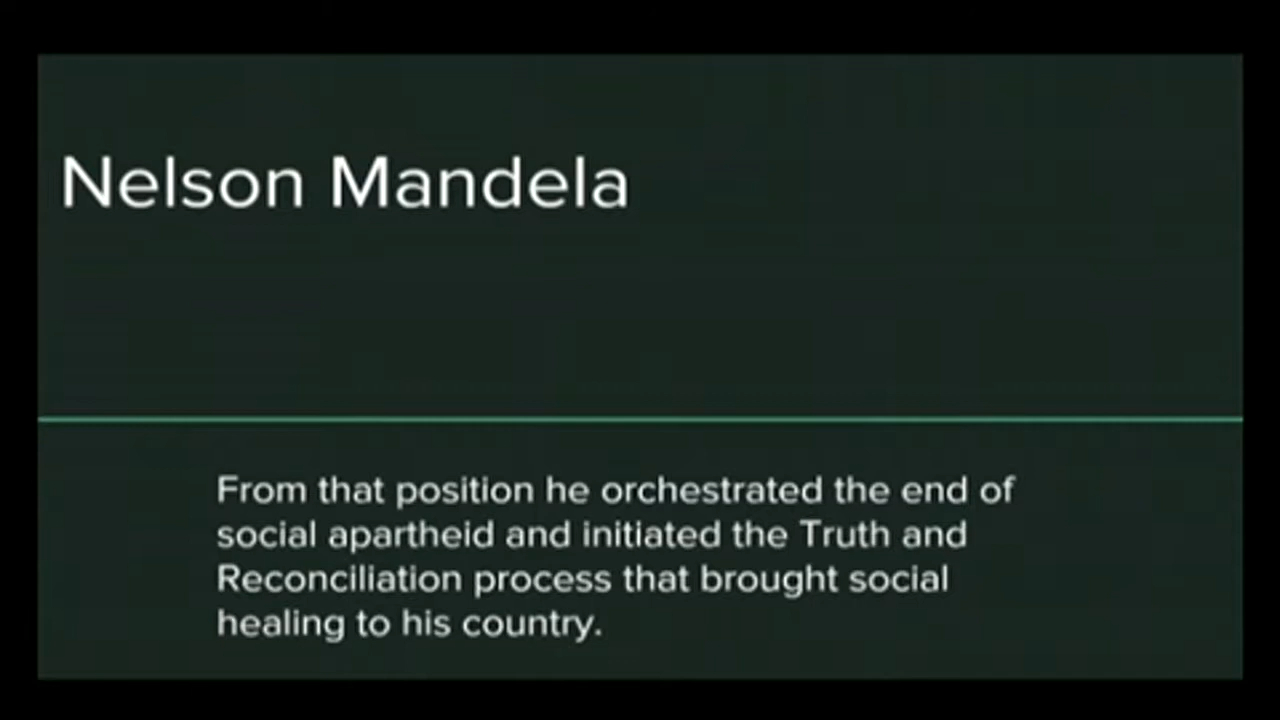 Nelson Mandela
From that position he orchestrated the end of
social apartheid and initiated the Truth and
Reconciliation process that brought social
healing to his country.